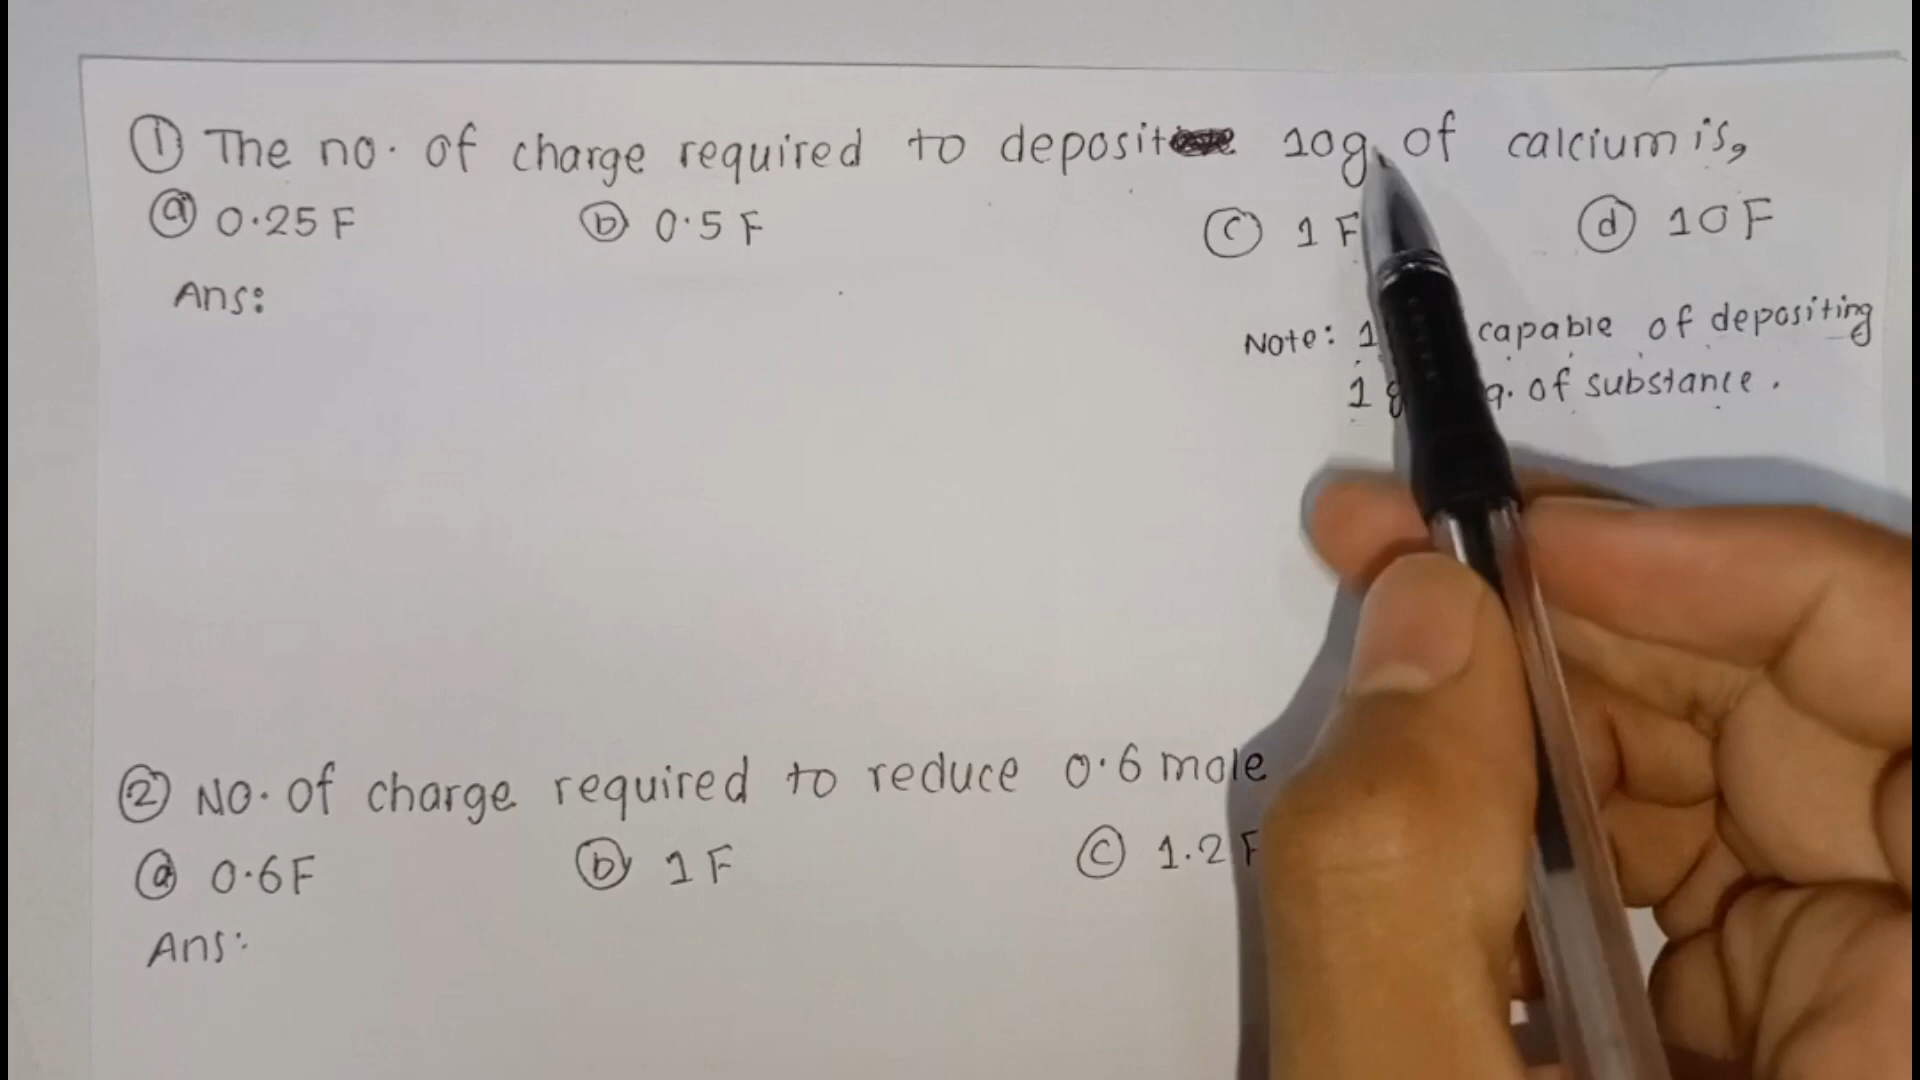 ① The no. of charge required to deposit 10g of calcium is,
ⓐ 0.25 F ⓑ 0.5 F ⓒ 1 F ⓓ 10 F
Ans:
Note: 1 capable of depositing
1 of substance.
② No. of charge required to reduce 0.6 mole
ⓐ 0.6 F ⓑ 1 F ⓒ 1.2 F
Ans: